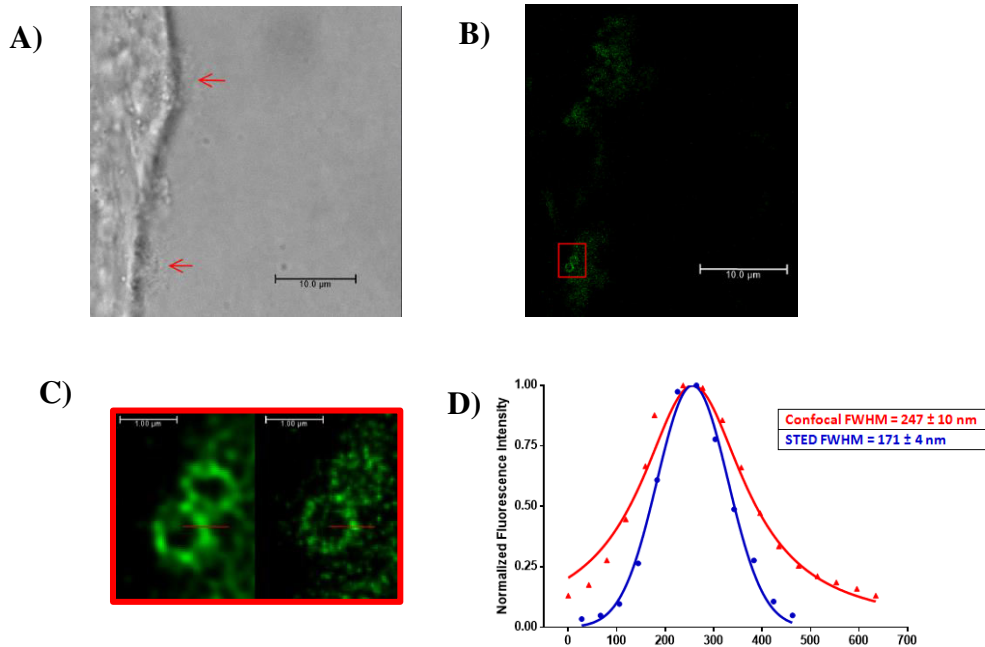 A)
10.0 µm
B)
10.0 µm
C)
1.00 µm
1.00 µm
D)
Normalized Fluorescence Intensity
1.00
0.75
0.50
0.25
0.00
0 100 200 300 400 500 600 700
Confocal FWHM = 247 ± 10 nm
STED FWHM = 171 ± 4 nm